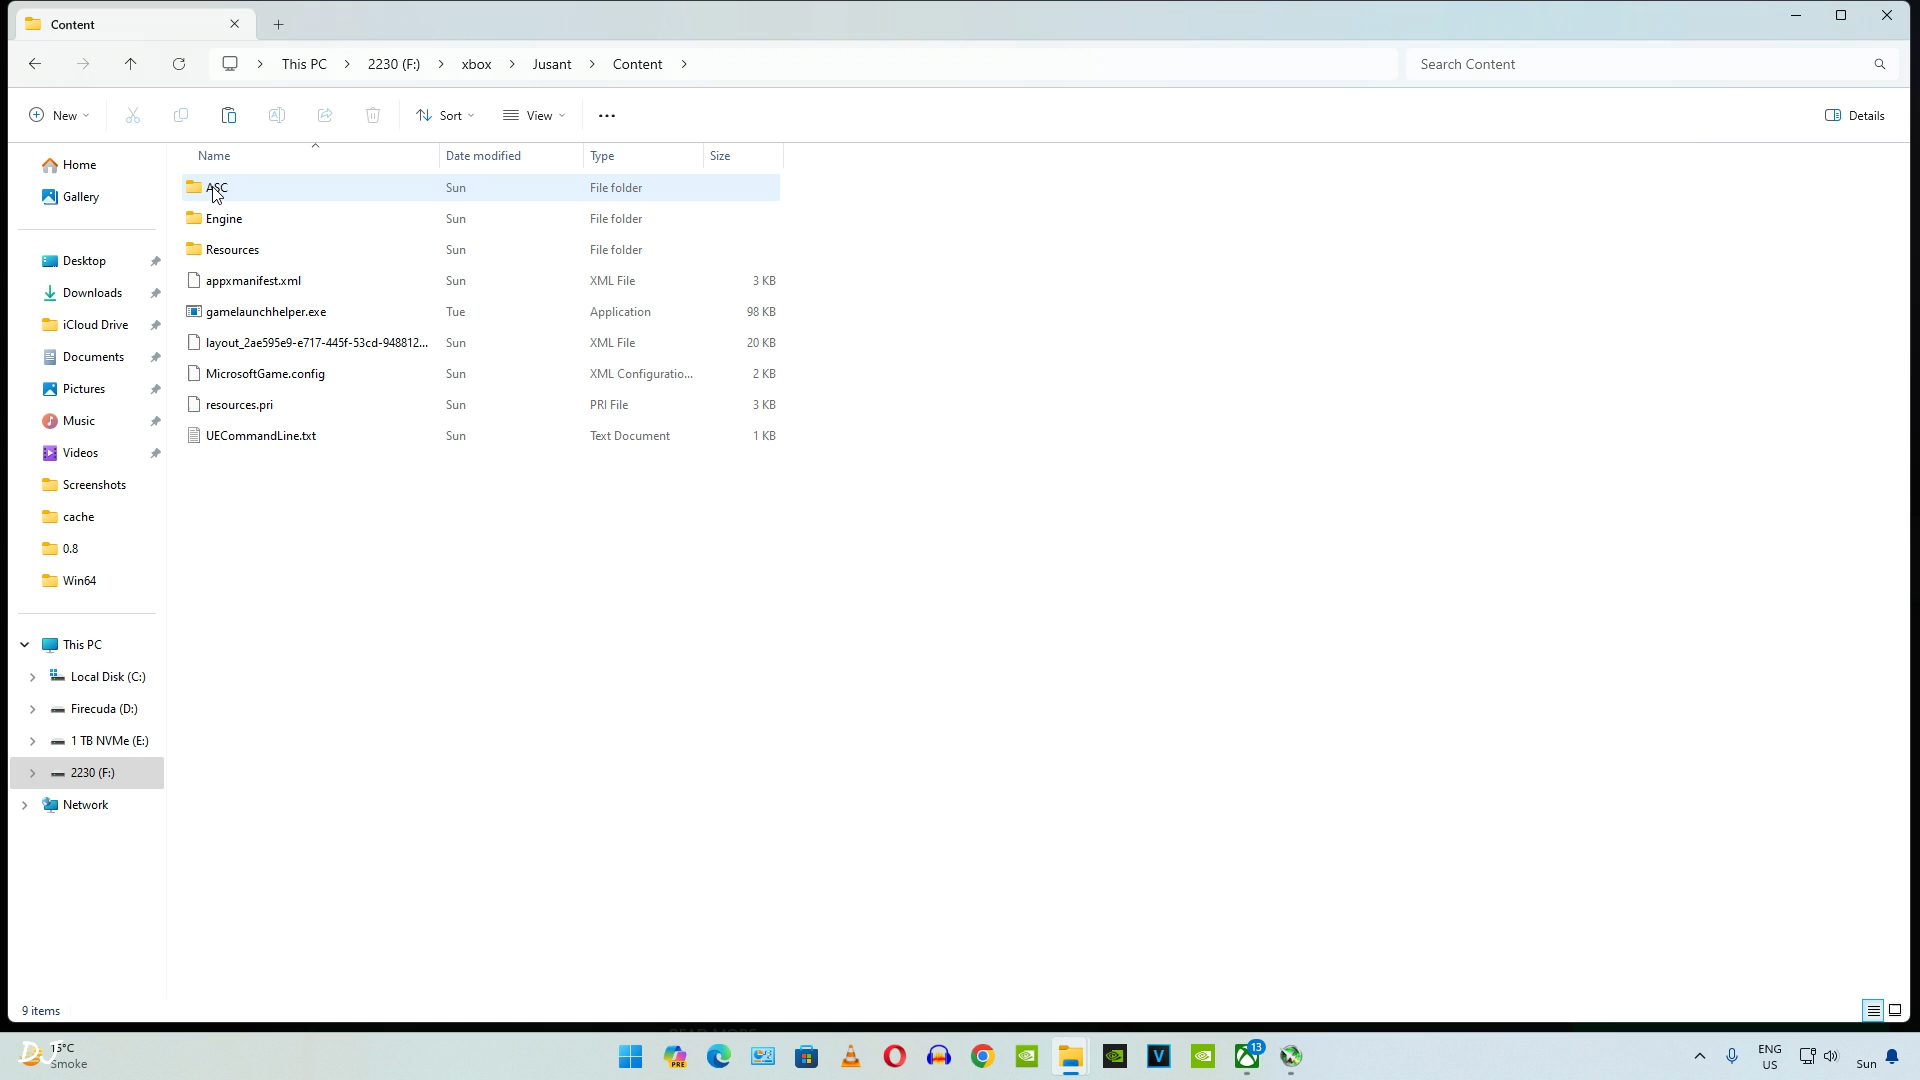 Content
This PC
2230 (F:)
xbox
Jusant
Content
Search Content
New
Sort
View
Details
Name
Date modified
Type
Size
ASC Sun File folder
Engine Sun File folder
Resources Sun File folder
appxmanifest.xml Sun XML File 3 KB
gamelaunchhelper.exe Tue Application 98 KB
layout_2ae595e9-e717-445f-53cd-948812... Sun XML File 20 KB
MicrosoftGame.config Sun XML Configuratio... 2 KB
resources.pri Sun PRI File 3 KB
UECommandLine.txt Sun Text Document 1 KB
Home
Gallery
Desktop
Downloads
iCloud Drive
Documents
Pictures
Music
Videos
Screenshots
cache
0.8
Win64
This PC
Local Disk (C:)
Firecuda (D:)
1 TB NVMe (E:)
2230 (F:)
Network
9 items
DJ
15°C
Smoke
PRE
V
13
ENG
US
Sun